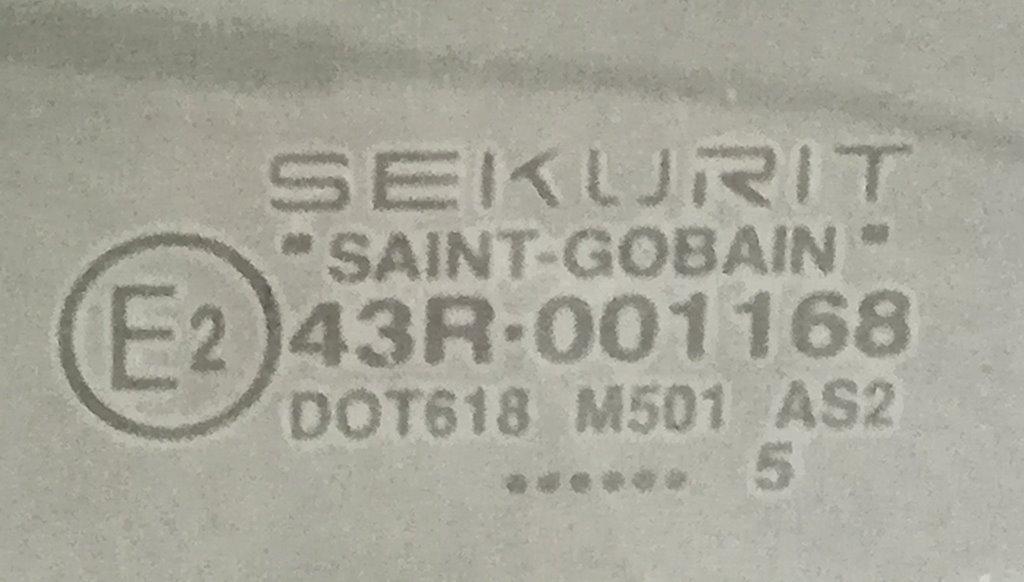 SEKURIT
"SAINT-GOBAIN"
E2
43R·001168
DOT618 M501 AS2
...... 5